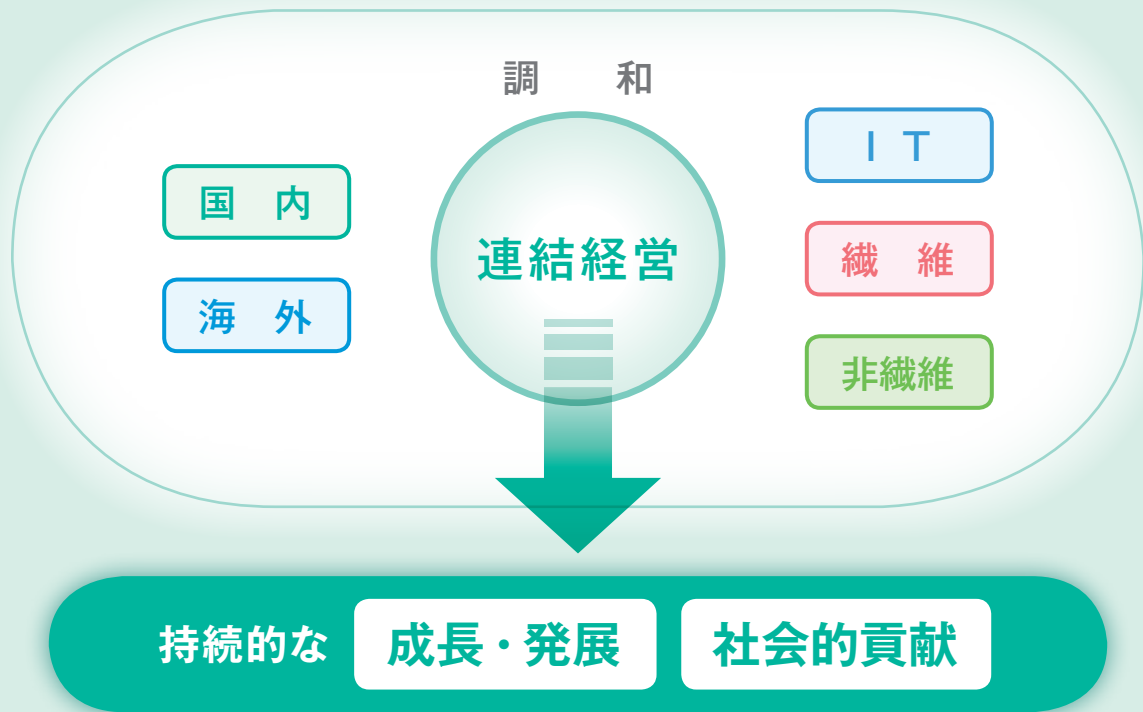 調 和
国 内
海 外
連結経営
IT
繊 維
非繊維
持続的な 成長・発展 社会的貢献